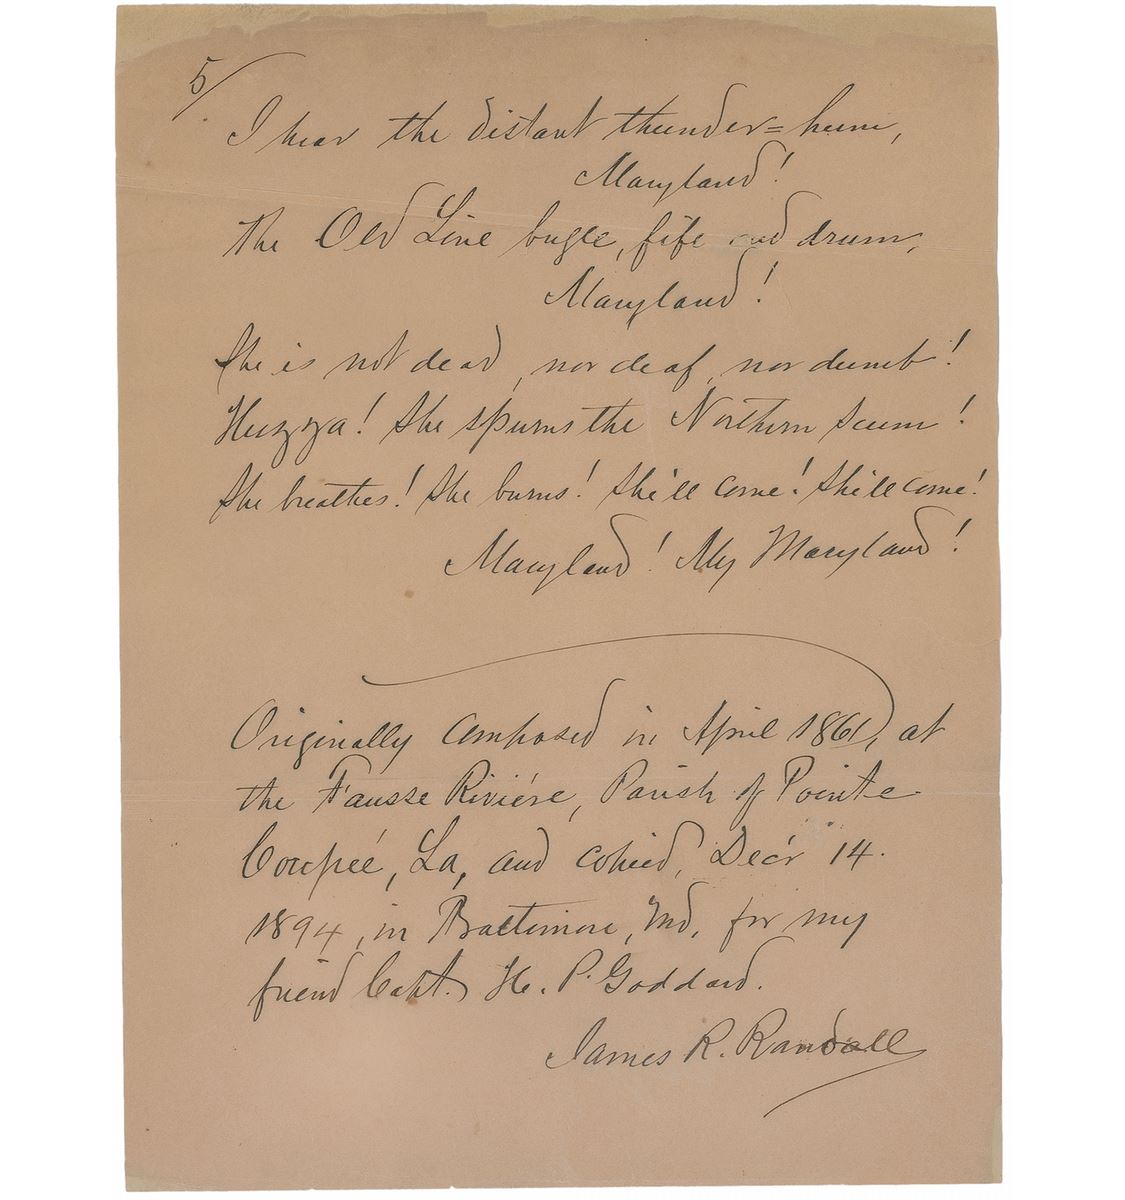 5/
I hear the distant thunder=hum,
Maryland!
The Old Line bugle, fife and drum,
Maryland!
She is not dead, nor deaf, nor dumb!
Huzza! She spurns the Northern Scum!
She breathes! She burns! She'll come! She'll come!
Maryland! My Maryland!
Originally composed in April 1861, at
the Fausse Riviére, Parish of Pointe
Coupeé, La, and copied, Dec'r 14.
1894, in Baltimore, Md, for my
friend Capt. H. P. Goddard.
James R. Randall